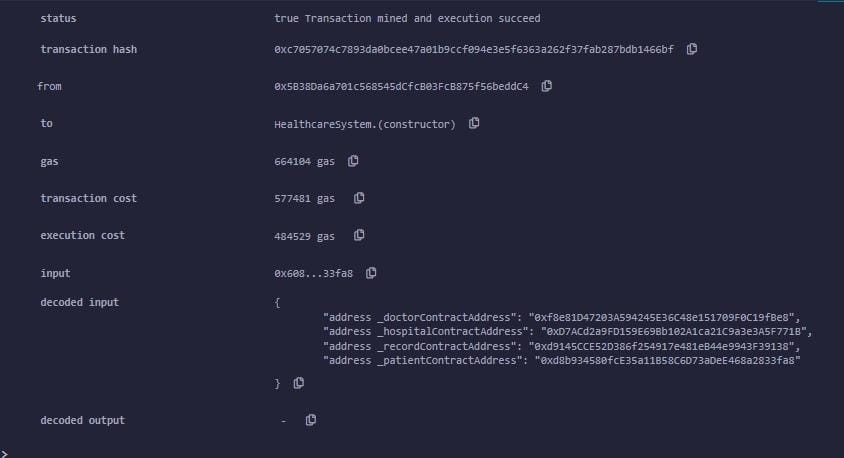 status true Transaction mined and execution succeed
transaction hash 0xc7057074c7893da0bcee47a01b9ccf094e3e5f6363a262f37fab287bdb1466bf
from 0x5B38Da6a701c568545dCfcB03FcB875f56beddC4
to HealthcareSystem.(constructor)
gas 664104 gas
transaction cost 577481 gas
execution cost 484529 gas
input 0x608...33fa8
decoded input {
"address _doctorContractAddress": "0xf8e81D47203A594245E36C48e151709F0C19fBe8",
"address _hospitalContractAddress": "0xD7ACd2a9FD159E69Bb102A1ca21C9a3e3A5F771B",
"address _recordContractAddress": "0xd9145CCE52D386f254917e481eB44e9943F39138",
"address _patientContractAddress": "0xd8b934580fcE35a11B58C6D73aDeE468a2833fa8"
}
decoded output -
>